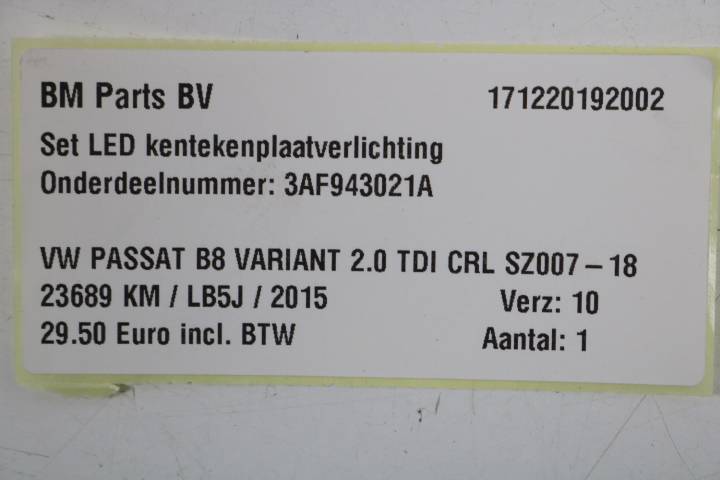 BM Parts BV 171220192002
Set LED kentekenplaatverlichting
Onderdeelnummer: 3AF943021A
VW PASSAT B8 VARIANT 2.0 TDI CRL SZ007-18
23689 KM / LB5J / 2015 Verz: 10
29.50 Euro incl. BTW Aantal: 1